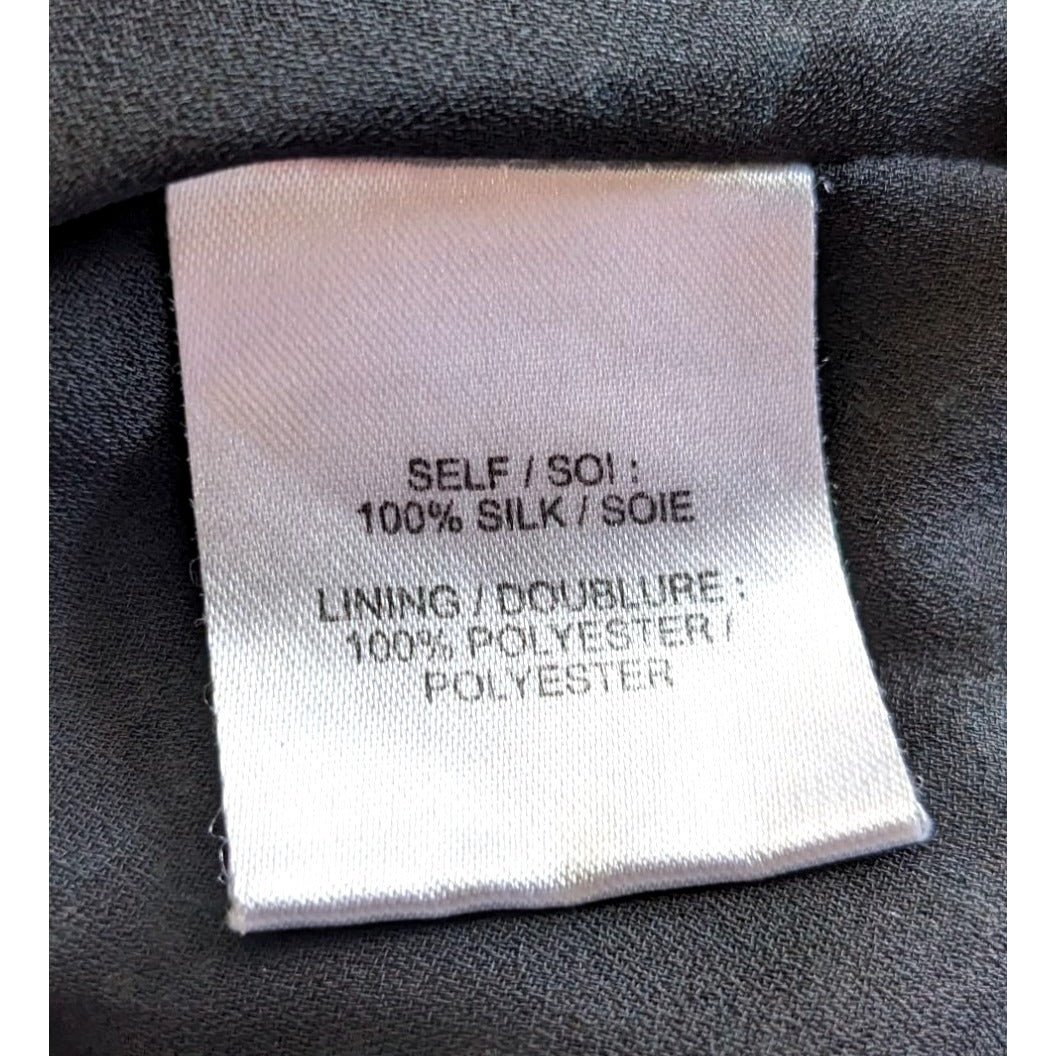 SELF / SOI :
100% SILK / SOIE
LINING / DOUBLURE :
100% POLYESTER /
POLYESTER